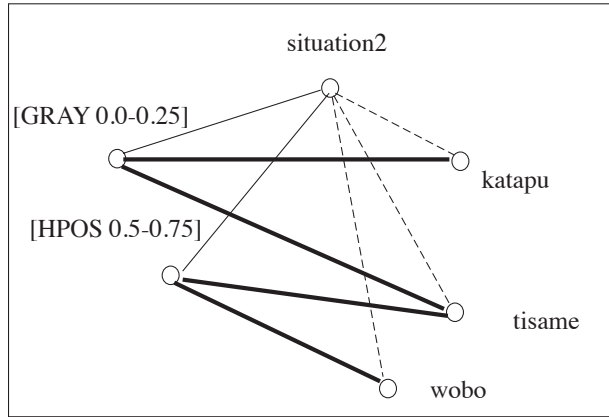 situation2
[GRAY 0.0-0.25]
katapu
[HPOS 0.5-0.75]
tisame
wobo